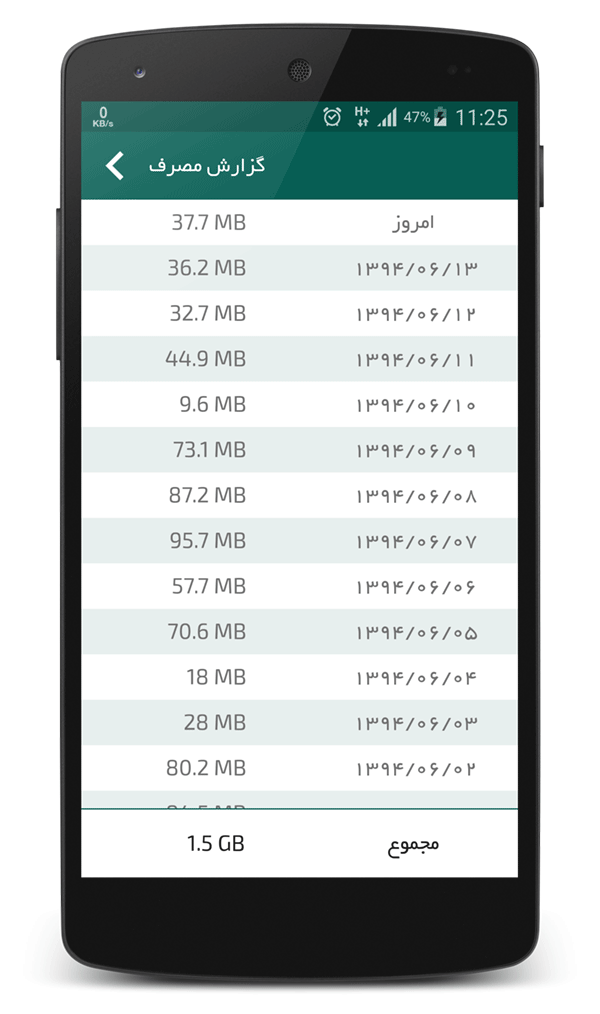 0
KB/s
H+
47%
11:25
گزارش مصرف
امروز 37.7 MB
۱۳۹۴/۰۶/۱۳ 36.2 MB
۱۳۹۴/۰۶/۱۲ 32.7 MB
۱۳۹۴/۰۶/۱۱ 44.9 MB
۱۳۹۴/۰۶/۱۰ 9.6 MB
۱۳۹۴/۰۶/۰۹ 73.1 MB
۱۳۹۴/۰۶/۰۸ 87.2 MB
۱۳۹۴/۰۶/۰۷ 95.7 MB
۱۳۹۴/۰۶/۰۶ 57.7 MB
۱۳۹۴/۰۶/۰۵ 70.6 MB
۱۳۹۴/۰۶/۰۴ 18 MB
۱۳۹۴/۰۶/۰۳ 28 MB
۱۳۹۴/۰۶/۰۲ 80.2 MB
مجموع 1.5 GB